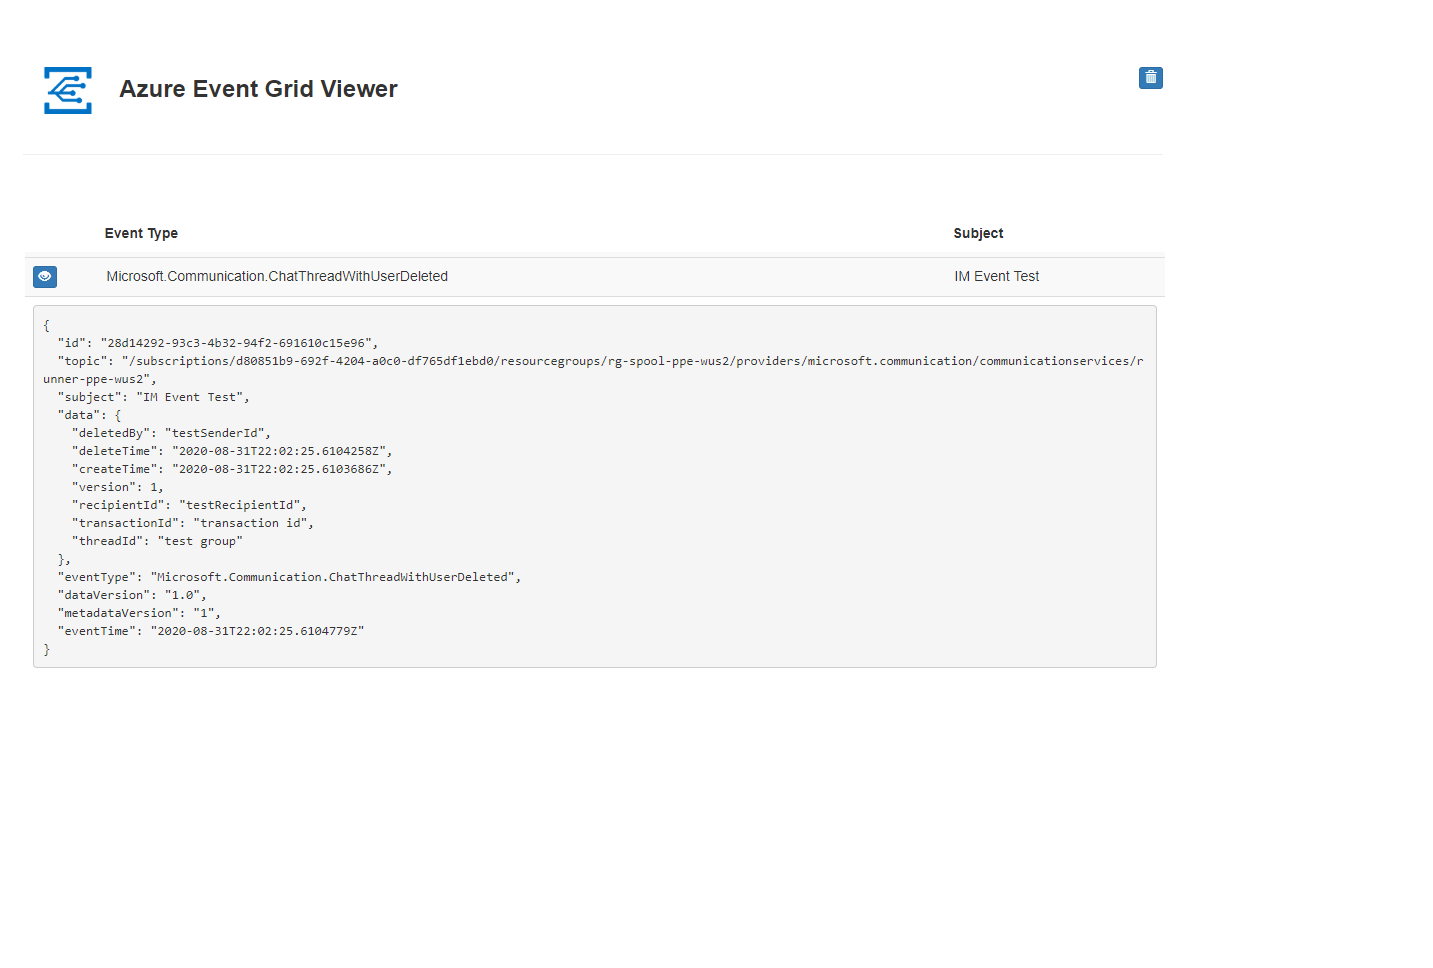 Azure Event Grid Viewer
Event Type Subject
Microsoft.Communication.ChatThreadWithUserDeleted IM Event Test
{
  "id": "28d14292-93c3-4b32-94f2-691610c15e96",
  "topic": "/subscriptions/d80851b9-692f-4204-a0c0-df765df1ebd0/resourcegroups/rg-spool-ppe-wus2/providers/microsoft.communication/communicationservices/r
unner-ppe-wus2",
  "subject": "IM Event Test",
  "data": {
    "deletedBy": "testSenderId",
    "deleteTime": "2020-08-31T22:02:25.6104258Z",
    "createTime": "2020-08-31T22:02:25.6103686Z",
    "version": 1,
    "recipientId": "testRecipientId",
    "transactionId": "transaction id",
    "threadId": "test group"
  },
  "eventType": "Microsoft.Communication.ChatThreadWithUserDeleted",
  "dataVersion": "1.0",
  "metadataVersion": "1",
  "eventTime": "2020-08-31T22:02:25.6104779Z"
}